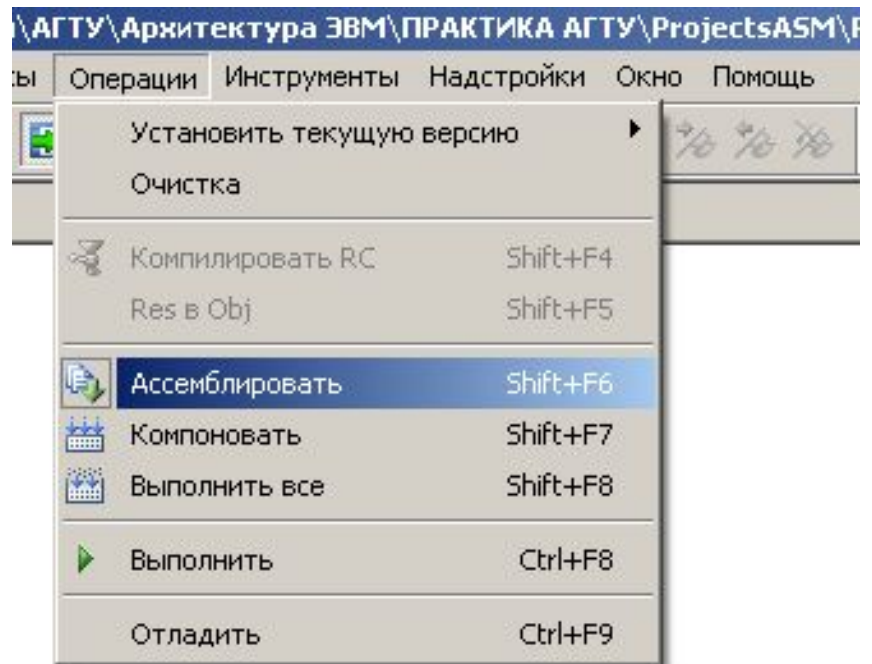 \АГТУ\Архитектура ЭВМ\ПРАКТИКА АГТУ\ProjectsASM\
Операции Инструменты Надстройки Окно Помощь
Установить текущую версию
Очистка
Компилировать RC Shift+F4
Res в Obj Shift+F5
Ассемблировать Shift+F6
Компоновать Shift+F7
Выполнить все Shift+F8
Выполнить Ctrl+F8
Отладить Ctrl+F9